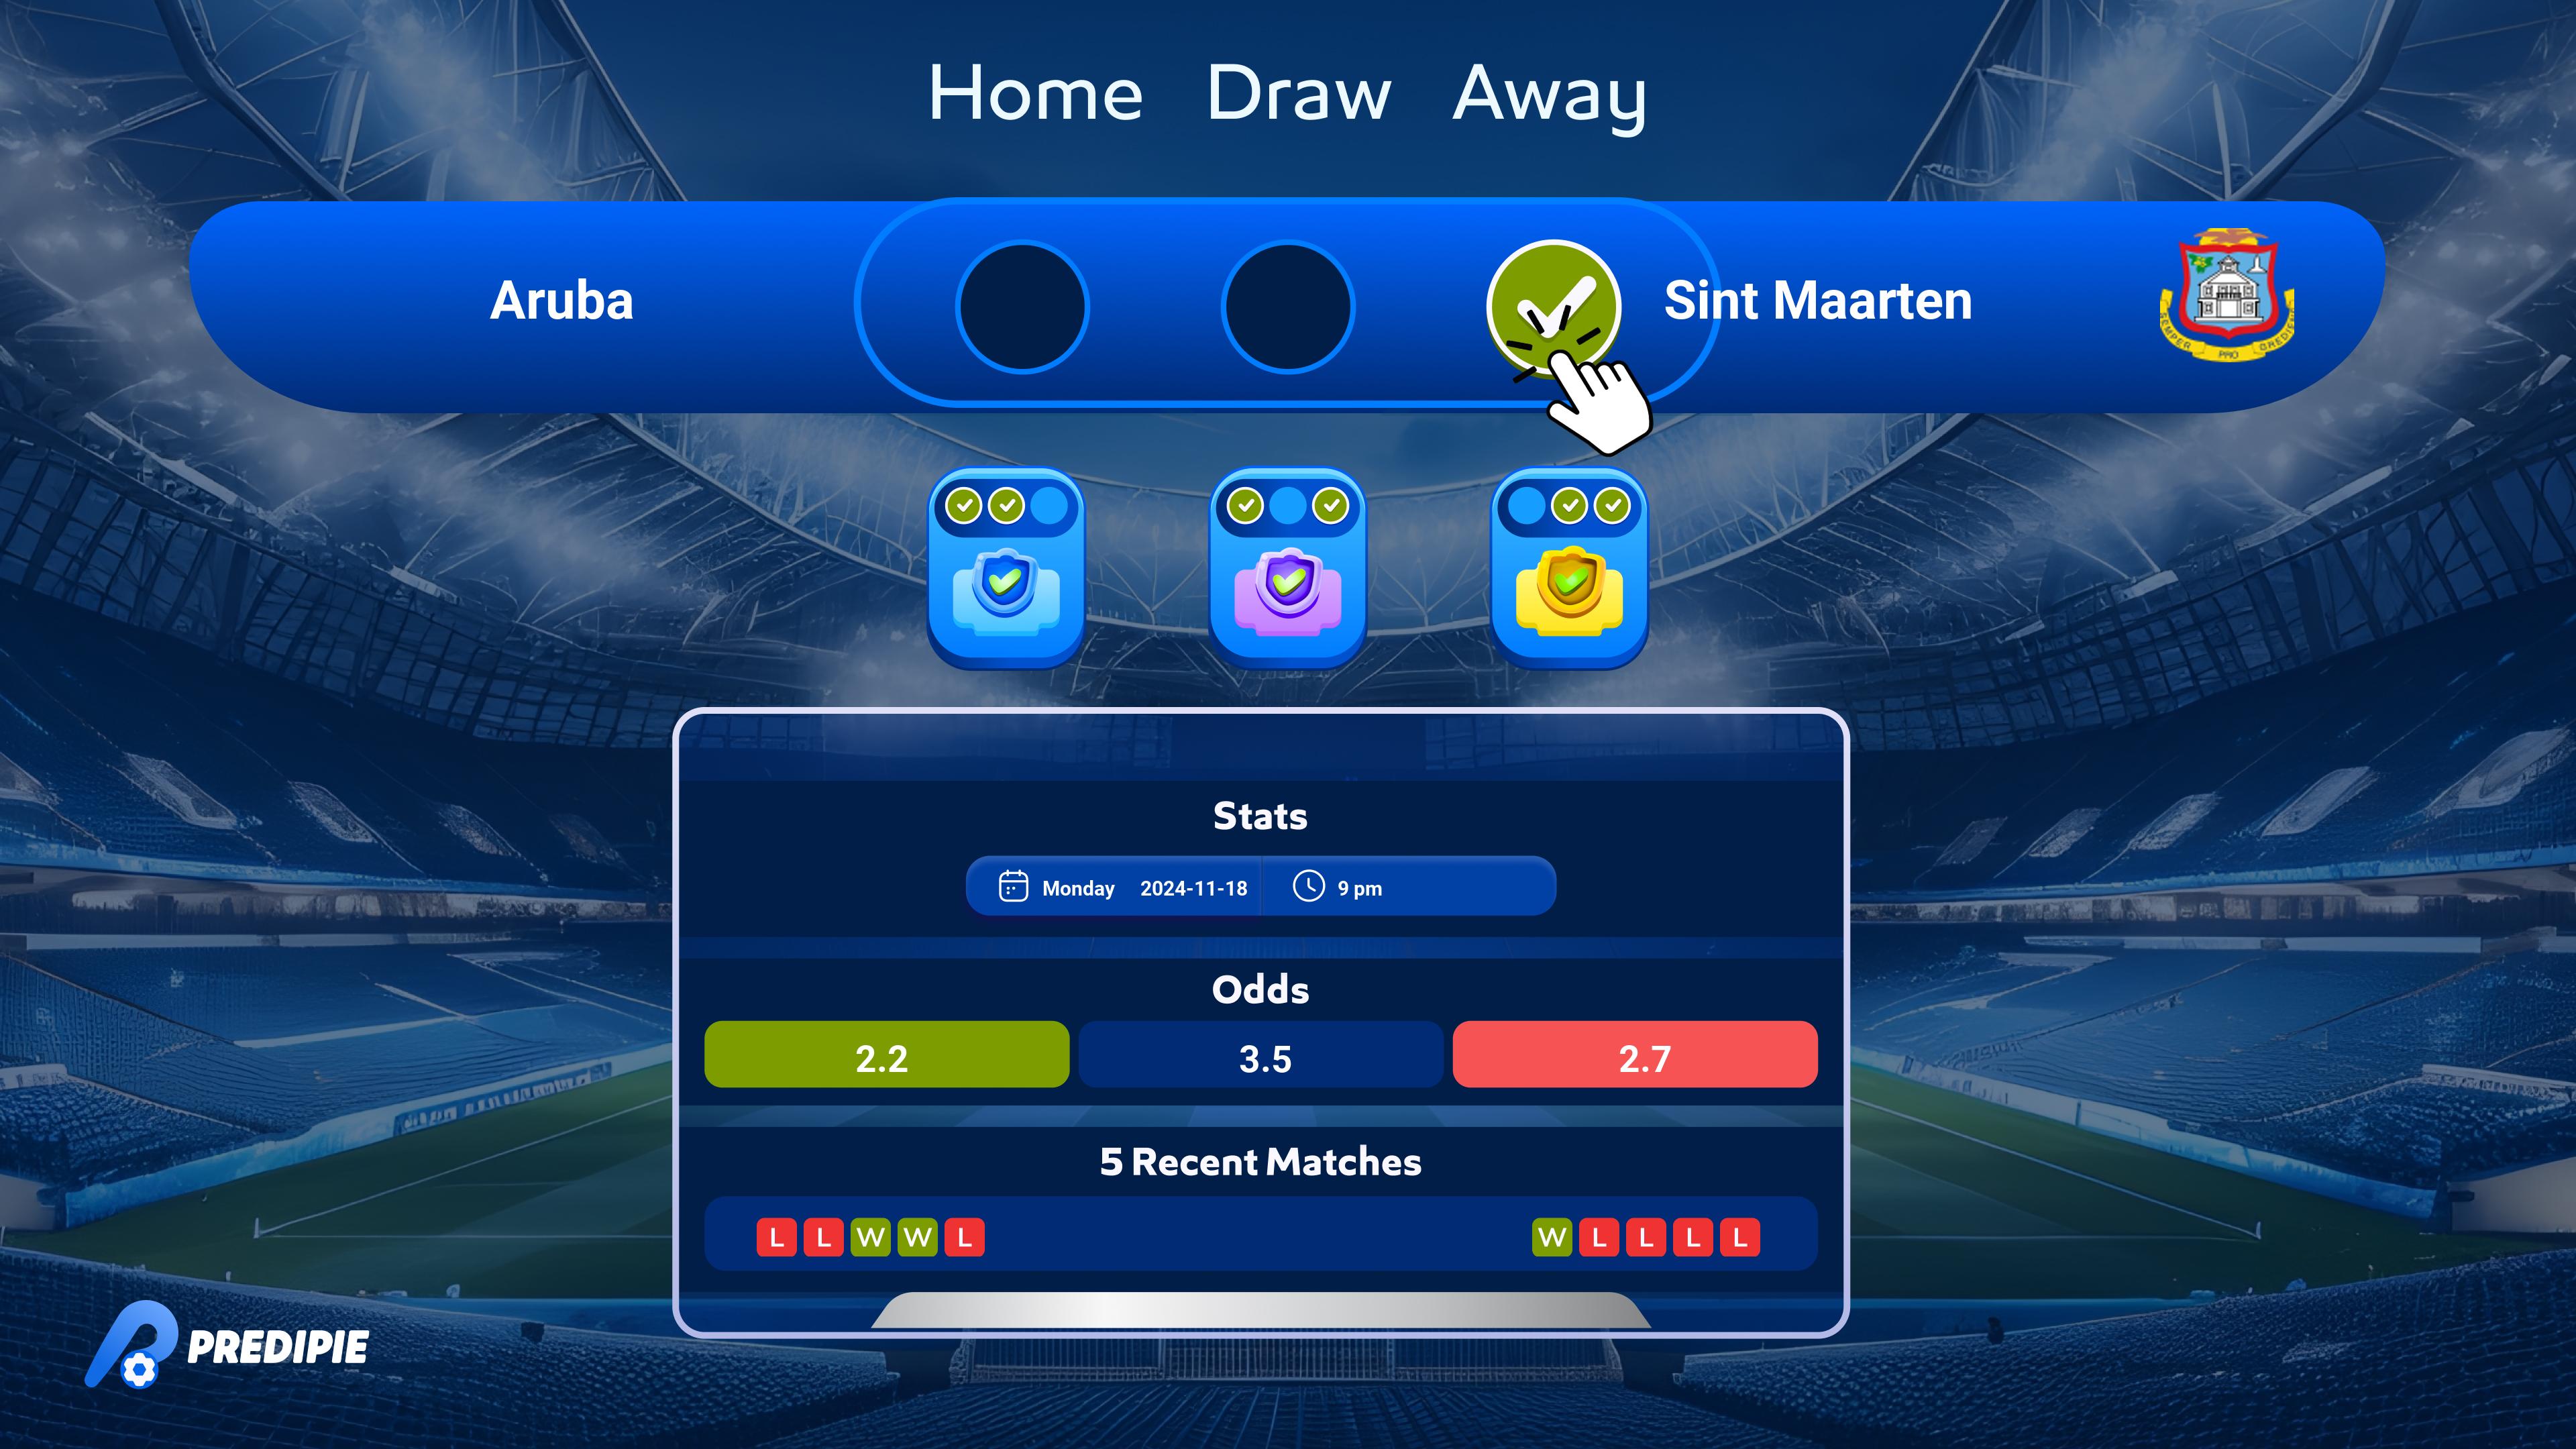 Home Draw Away
Aruba Sint Maarten
SEMPER PRO GREDIENS
Stats
Monday 2024-11-18 9 pm
Odds
2.2 3.5 2.7
5 Recent Matches
L L W W L W L L L L
PREDIPIE